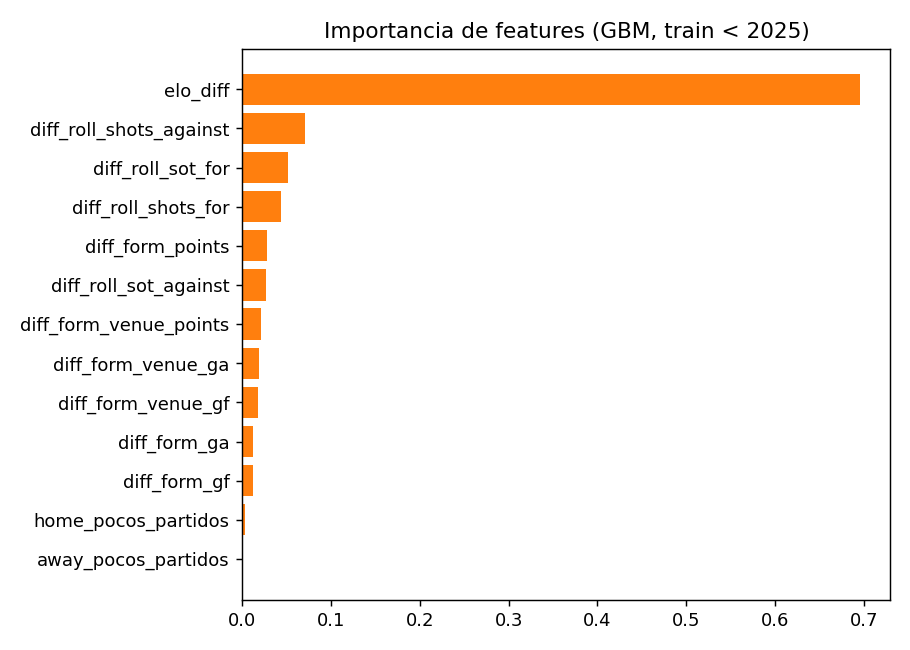 Importancia de features (GBM, train < 2025)
elo_diff
diff_roll_shots_against
diff_roll_sot_for
diff_roll_shots_for
diff_form_points
diff_roll_sot_against
diff_form_venue_points
diff_form_venue_ga
diff_form_venue_gf
diff_form_ga
diff_form_gf
home_pocos_partidos
away_pocos_partidos
0.0 0.1 0.2 0.3 0.4 0.5 0.6 0.7